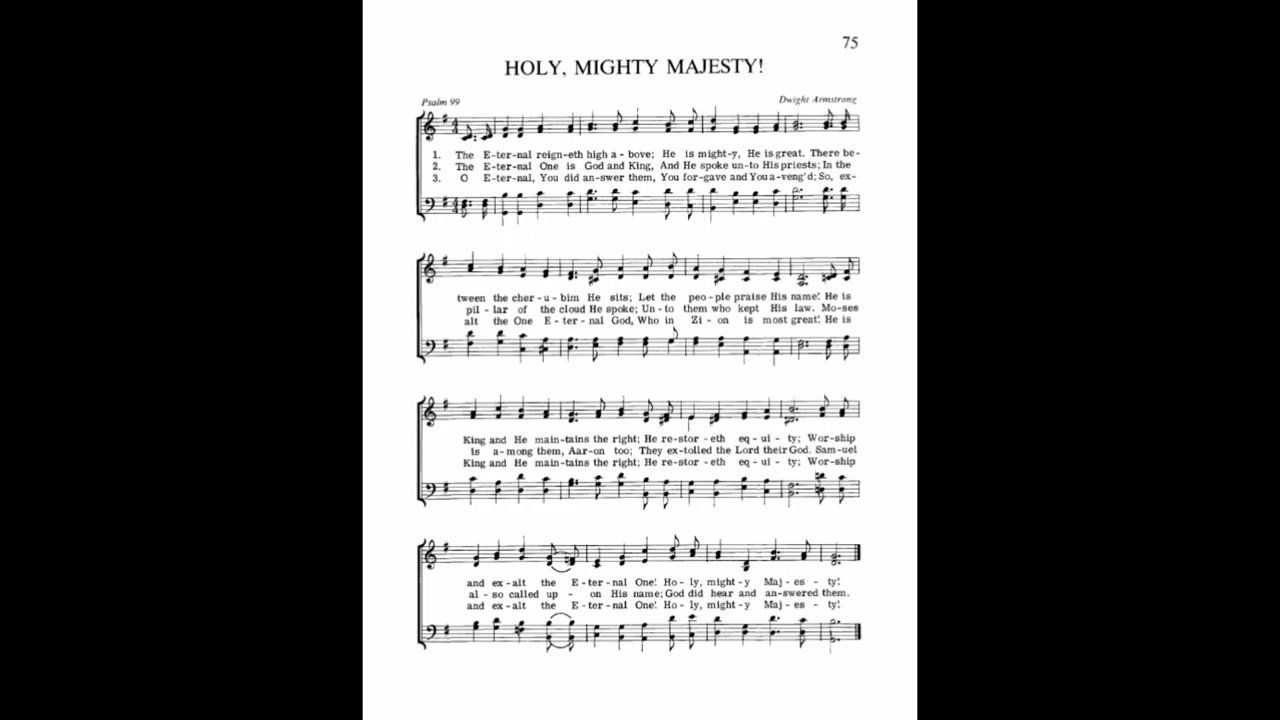 75
HOLY, MIGHTY MAJESTY!
Psalm 99 Dwight Armstrong
1. The E-ter-nal reign-eth high a-bove; He is might-y, He is great. There be-
2. The E-ter-nal One is God and King, And He spoke un-to His priests; In the
3. O E-ter-nal, You did an-swer them, You for-gave and You a-veng'd; So, ex-
tween the cher-u-bim He sits; Let the peo-ple praise His name! He is
pil-lar of the cloud He spoke; Un-to them who kept His law. Mo-ses
alt the One E-ter-nal God, Who in Zi-on is most great! He is
King and He main-tains the right; He re-stor-eth eq-ui-ty; Wor-ship
is a-mong them, Aar-on too; They ex-tolled the Lord their God. Sam-uel
King and He main-tains the right; He re-stor-eth eq-ui-ty; Wor-ship
and ex-alt the E-ter-nal One! Ho-ly, might-y Maj-es-ty!
al-so called up-on His name; God did hear and an-swered them.
and ex-alt the E-ter-nal One! Ho-ly, might-y Maj-es-ty!